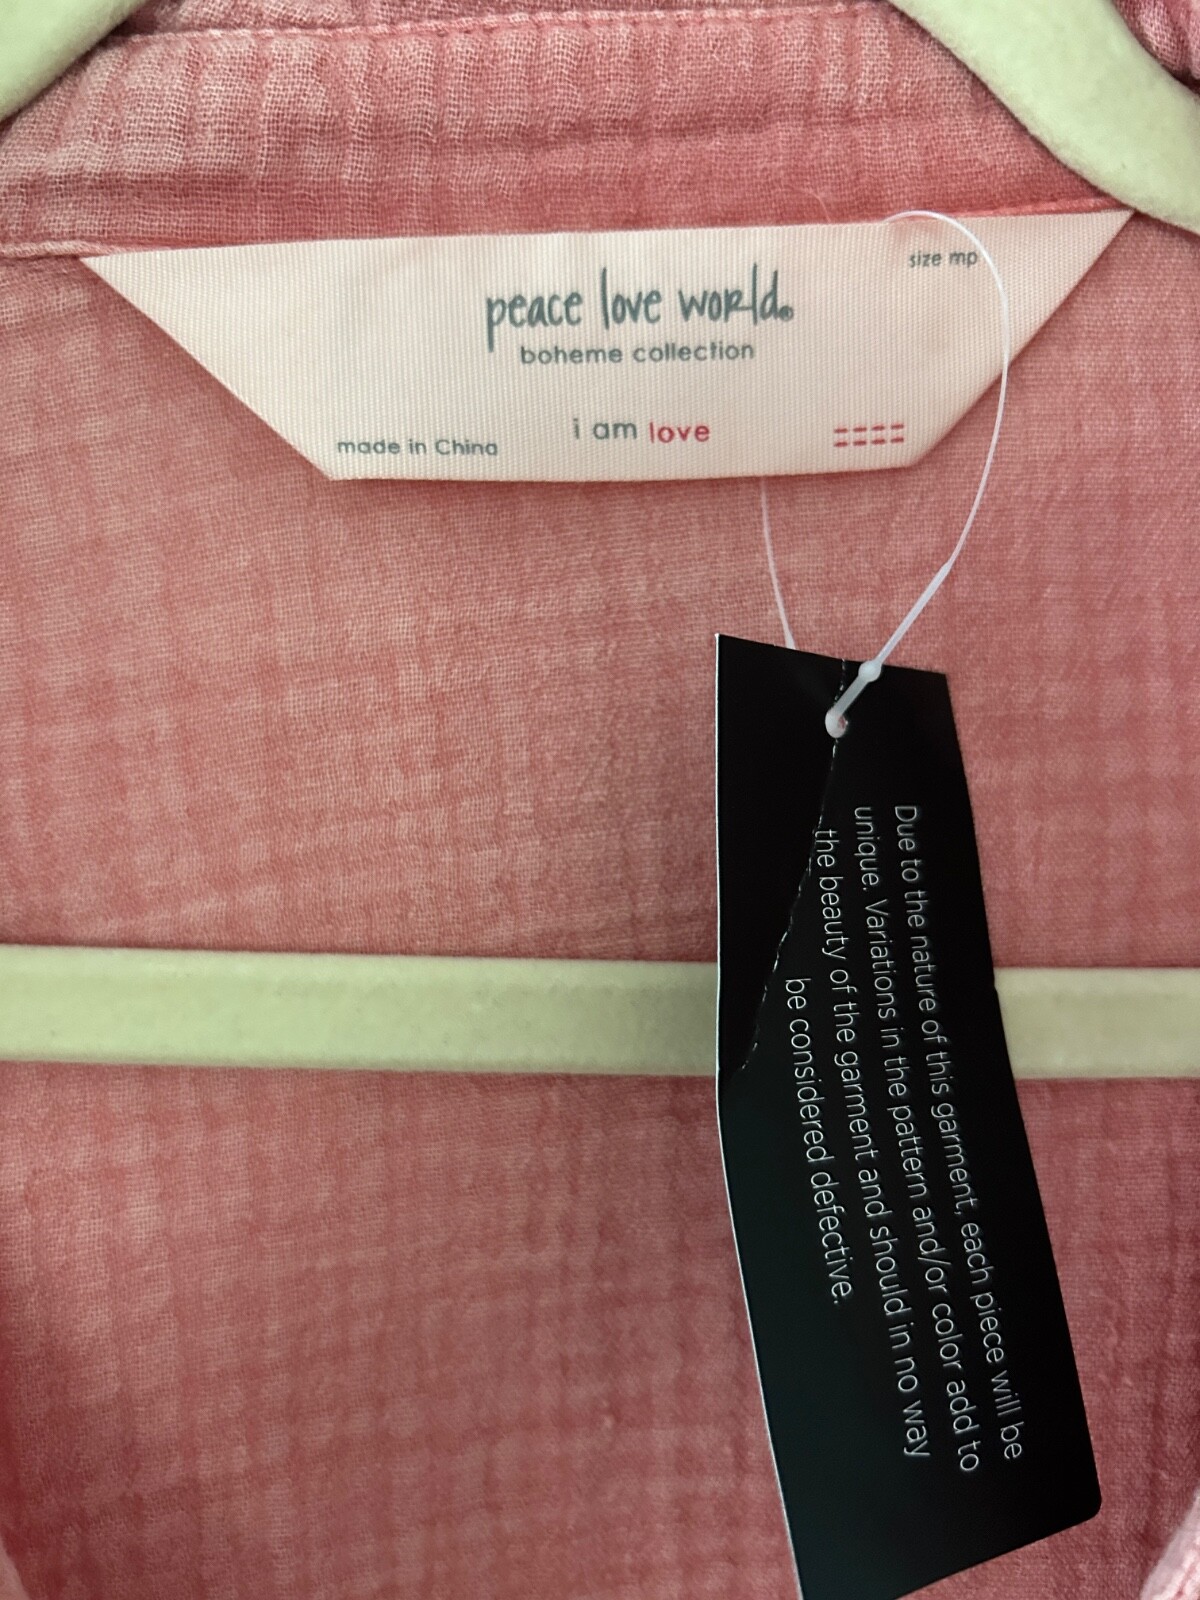 size mp
peace love world®
boheme collection
i am love
made in China
Due to the nature of this garment, each piece will be
unique. Variations in the pattern and/or color add to
the beauty of the garment and should in no way
be considered defective.